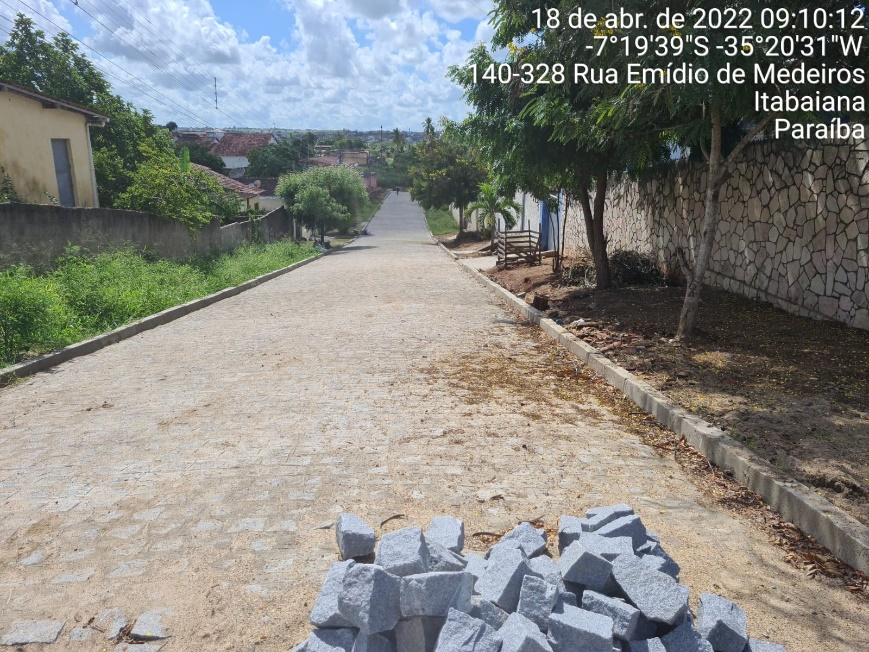 18 de abr. de 2022 09:10:12
-7°19'39"S -35°20'31"W
140-328 Rua Emídio de Medeiros
Itabaiana
Paraíba